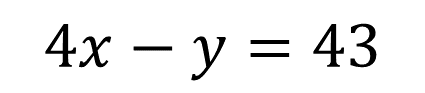 4x − y = 43